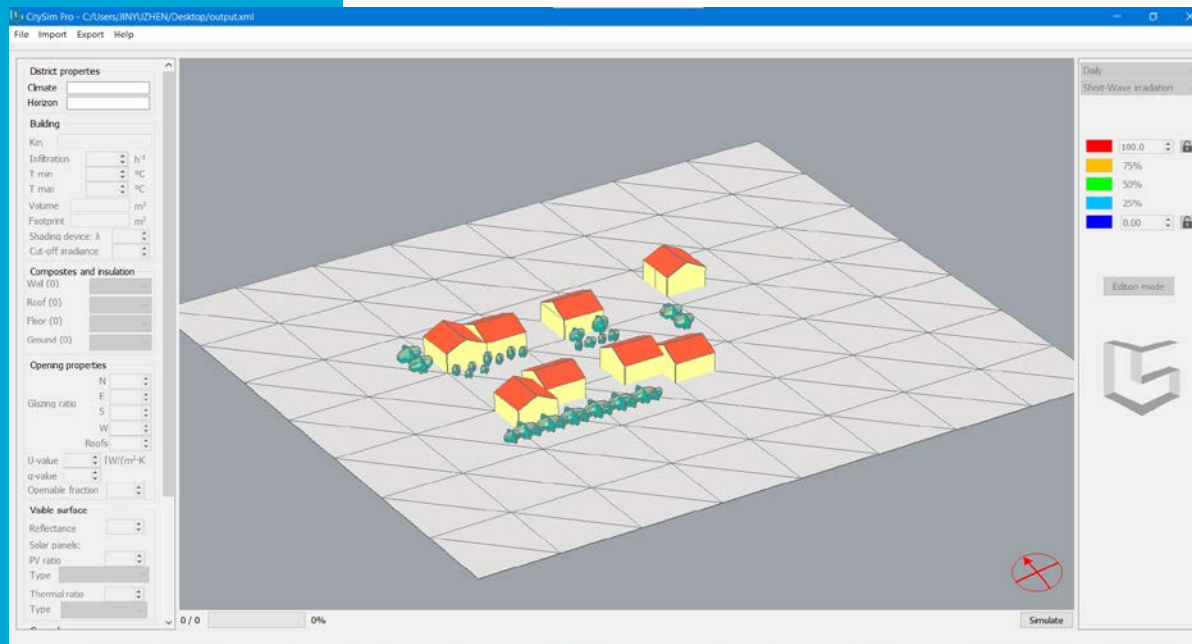 CitySim Pro - C:/Users/JINYUZHEN/Desktop/output.xml
File Import Export Help
District properties
Climate
Horizon
Building
Km
Infiltration h⁻¹
T min °C
T max °C
Volume m³
Footprint m²
Shading device: λ
Cut-off irradiance
Composites and insulation
Wall (0)
Roof (0)
Floor (0)
Ground (0)
Opening properties
N
E
Glazing ratio
S
W
Roofs
U-value [W/(m²·K
g-value
Openable fraction
Visible surface
Reflectance
Solar panels:
PV ratio
Type
Thermal ratio
Type
0 / 0 0% Simulate
Daily
Short-Wave irradiation
100.0
75%
50%
25%
0.00
Edition mode